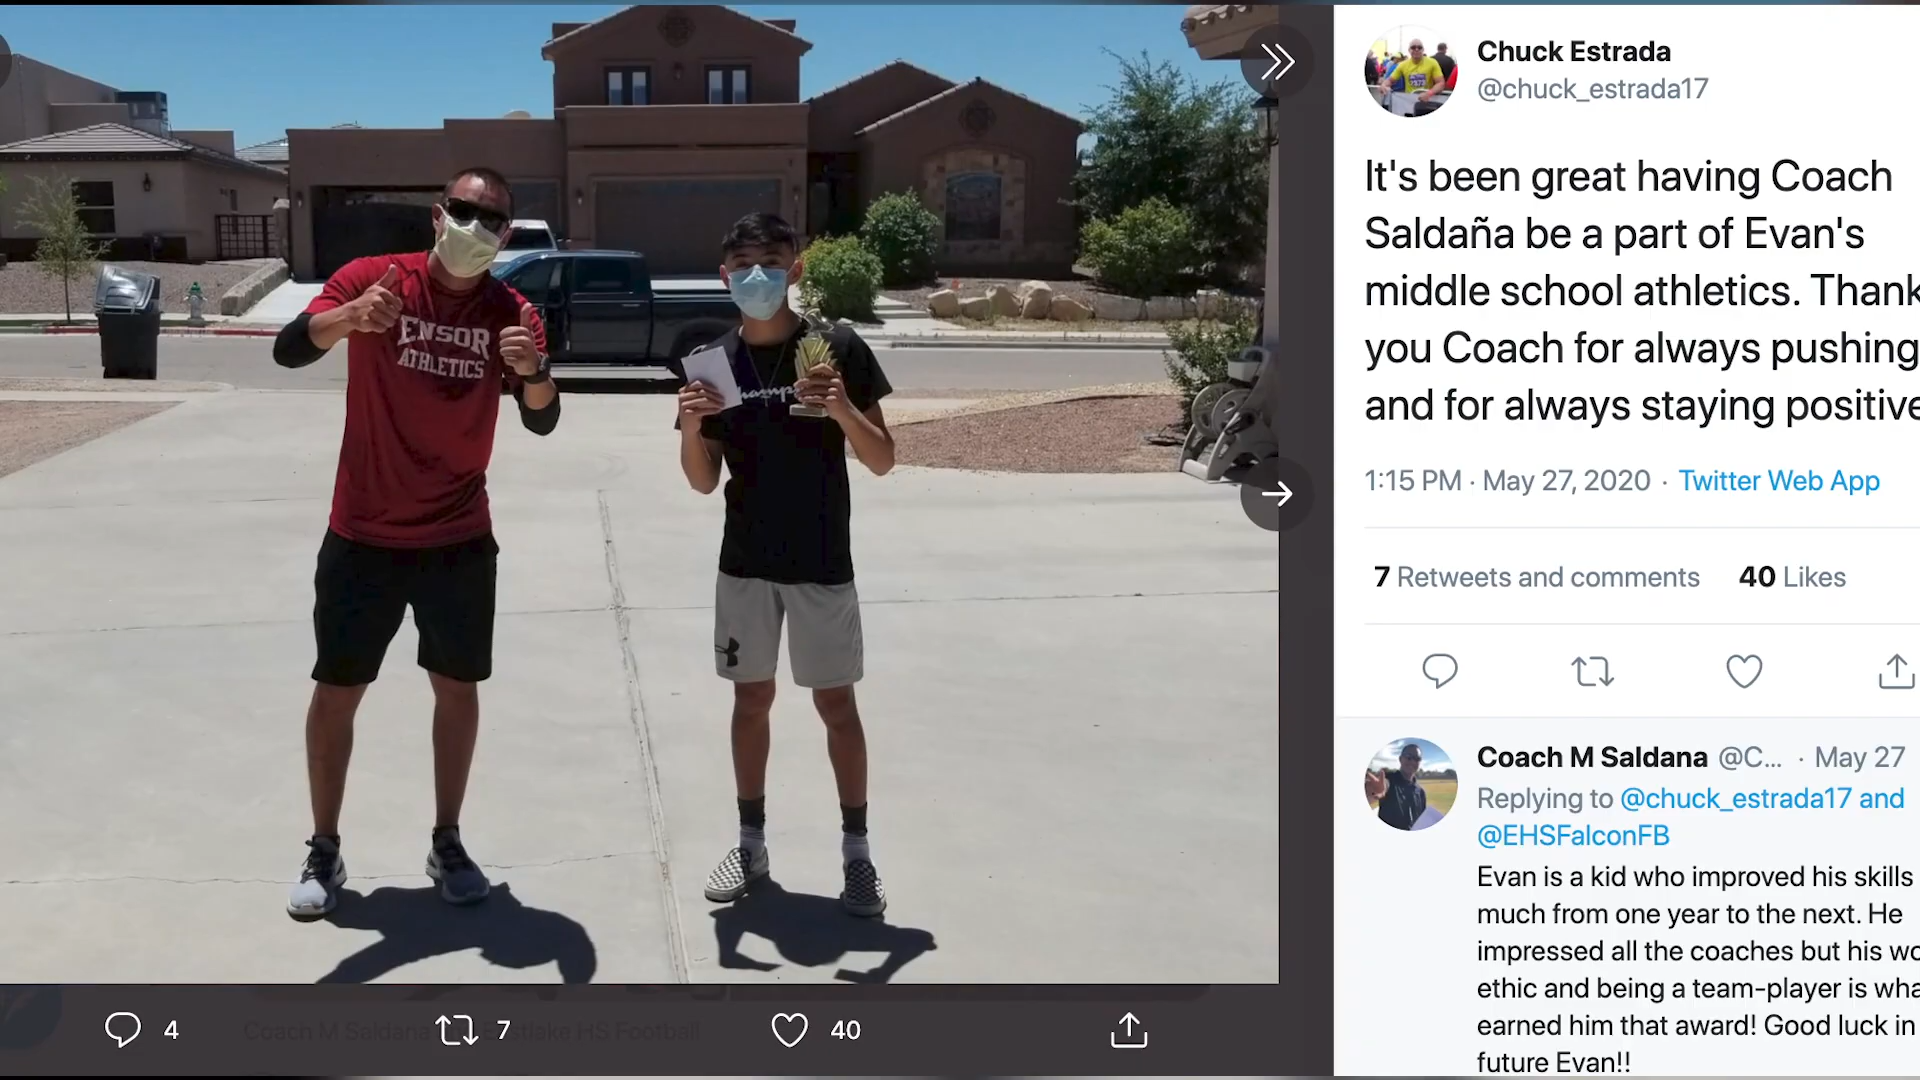 Chuck Estrada
@chuck_estrada17
It's been great having Coach
Saldaña be a part of Evan's
middle school athletics. Thank
you Coach for always pushing
and for always staying positive
1:15 PM · May 27, 2020 · Twitter Web App
7 Retweets and comments 40 Likes
Coach M Saldana @C... · May 27
Replying to @chuck_estrada17 and
@EHSFalconFB
Evan is a kid who improved his skills
much from one year to the next. He
impressed all the coaches but his
ethic and being a team-player is
earned him that award! Good luck in
future Evan!!
ENSOR
ATHLETICS
4 7 40